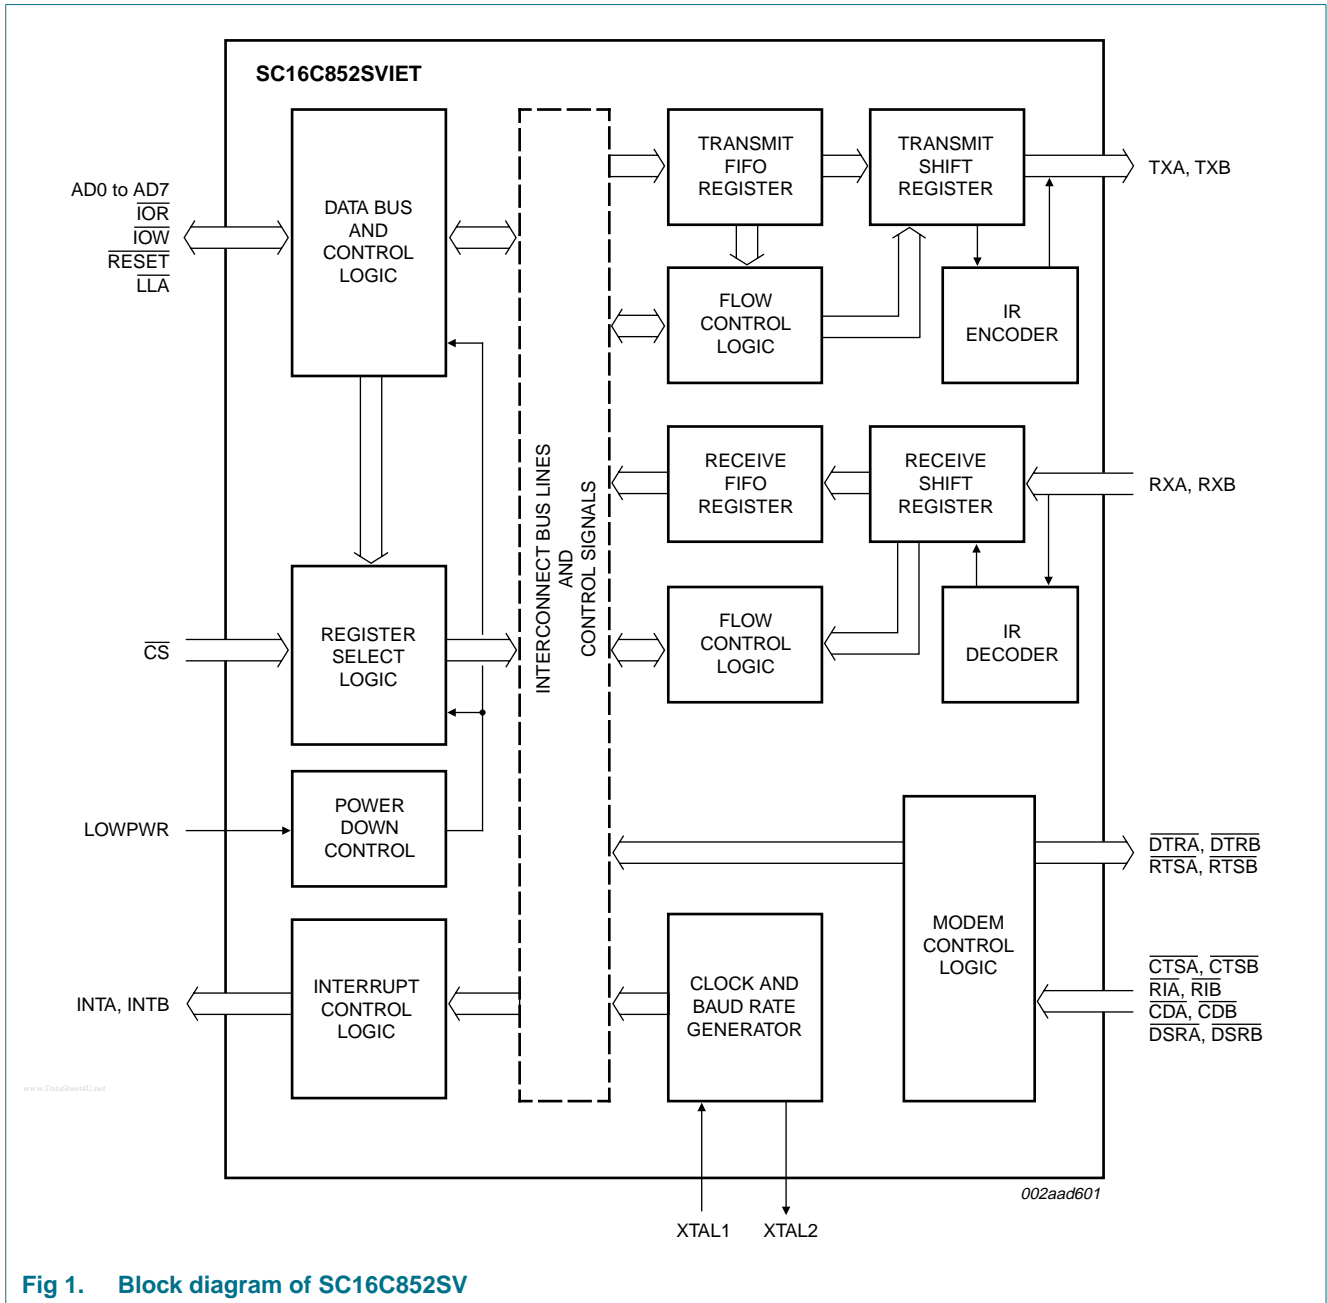 SC16C852SVIET
AD0 to AD7
IOR
IOW
RESET
LLA
DATA BUS
AND
CONTROL
LOGIC
TRANSMIT
FIFO
REGISTER
TRANSMIT
SHIFT
REGISTER
TXA, TXB
FLOW
CONTROL
LOGIC
IR
ENCODER
INTERCONNECT BUS LINES
AND
CONTROL SIGNALS
RECEIVE
FIFO
REGISTER
RECEIVE
SHIFT
REGISTER
RXA, RXB
CS
REGISTER
SELECT
LOGIC
FLOW
CONTROL
LOGIC
IR
DECODER
LOWPWR
POWER
DOWN
CONTROL
DTRA, DTRB
RTSA, RTSB
MODEM
CONTROL
LOGIC
CTSA, CTSB
RIA, RIB
CDA, CDB
DSRA, DSRB
INTA, INTB
INTERRUPT
CONTROL
LOGIC
CLOCK AND
BAUD RATE
GENERATOR
www.DataSheet4U.net
XTAL1
XTAL2
002aad601
Fig 1. Block diagram of SC16C852SV